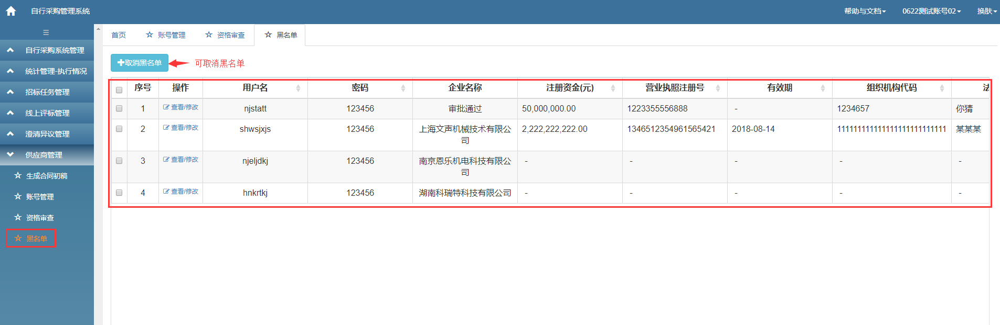 自行采购管理系统
帮助与文档
0622测试账号02
换肤
自行采购系统管理
统计管理-执行情况
招标任务管理
线上评标管理
澄清异议管理
供应商管理
生成合同初稿
账号管理
资格审查
黑名单
首页 账号管理 资格审查 黑名单
取消黑名单 可取消黑名单
序号 操作 用户名 密码 企业名称 注册资金(元) 营业执照注册号 有效期 组织机构代码 法
1 查看/修改 njstatt 123456 审批通过 50,000,000.00 1223355556888 - 1234657 你猜
2 查看/修改 shwsjxjs 123456 上海文声机械技术有限公 2,222,222,222.00 1346512354961565421 2018-08-14 某某某
司
3 查看/修改 njeljdkj 123456 南京恩乐机电科技有限公 - - - - -
司
4 查看/修改 hnkrtkj 123456 湖南科瑞特科技有限公司 - - - - -